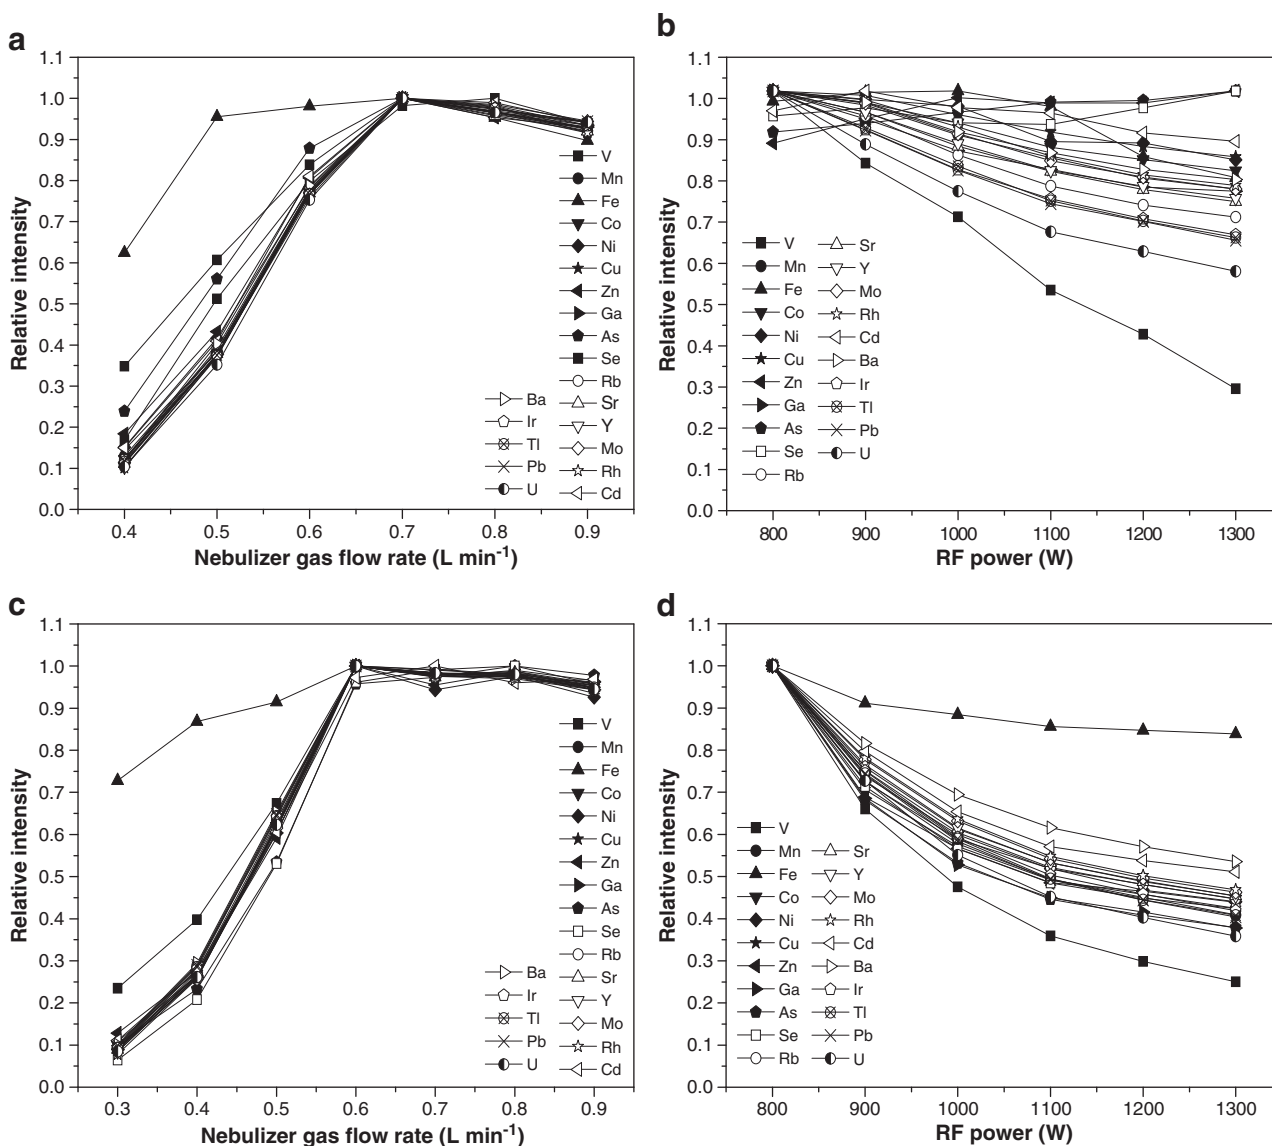 a
1.1
1.0
0.9
0.8
0.7
0.6
0.5
0.4
0.3
0.2
0.1
0.0
Relative intensity
0.4 0.5 0.6 0.7 0.8 0.9
Nebulizer gas flow rate (L min⁻¹)
V
Mn
Fe
Co
Ni
Cu
Zn
Ga
As
Se
Rb
Ba Sr
Ir Y
Tl Mo
Pb Rh
U Cd
b
1.1
1.0
0.9
0.8
0.7
0.6
0.5
0.4
0.3
0.2
0.1
0.0
Relative intensity
800 900 1000 1100 1200 1300
RF power (W)
V Sr
Mn Y
Fe Mo
Co Rh
Ni Cd
Cu Ba
Zn Ir
Ga Tl
As Pb
Se U
Rb
c
1.1
1.0
0.9
0.8
0.7
0.6
0.5
0.4
0.3
0.2
0.1
0.0
Relative intensity
0.3 0.4 0.5 0.6 0.7 0.8 0.9
Nebulizer gas flow rate (L min⁻¹)
V
Mn
Fe
Co
Ni
Cu
Zn
Ga
As
Se
Rb
Ba Sr
Ir Y
Tl Mo
Pb Rh
U Cd
d
1.1
1.0
0.9
0.8
0.7
0.6
0.5
0.4
0.3
0.2
0.1
0.0
Relative intensity
800 900 1000 1100 1200 1300
RF power (W)
V
Mn Sr
Fe Y
Co Mo
Ni Rh
Cu Cd
Zn Ba
Ga Ir
As Tl
Se Pb
Rb U